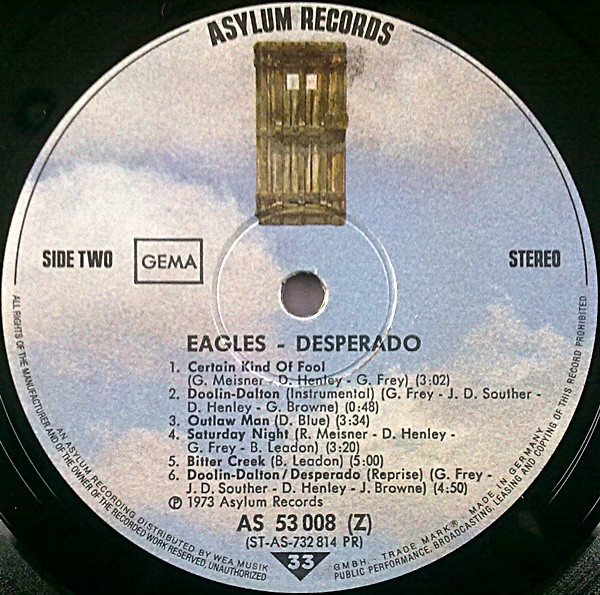 ASYLUM RECORDS
SIDE TWO
GEMA
STEREO
EAGLES - DESPERADO
1. Certain Kind Of Fool
(G. Meisner - D. Henley - G. Frey) (3:02)
2. Doolin-Dalton (Instrumental) (G. Frey - J. D. Souther -
D. Henley - G. Browne) (0:48)
3. Outlaw Man (D. Blue) (3:34)
4. Saturday Night (R. Meisner - D. Henley -
G. Frey - B. Leadon) (3:20)
5. Bitter Creek (B. Leadon) (5:00)
6. Doolin-Dalton/Desperado (Reprise) (G. Frey -
J. D. Souther - D. Henley - J. Browne) (4:50)
℗ 1973 Asylum Records
AS 53 008 (Z)
(ST-AS-732 814 PR)
33
ALL RIGHTS OF THE MANUFACTURER AND OF THE OWNER OF THE RECORDED WORK RESERVED, UNAUTHORIZED
PUBLIC PERFORMANCE, BROADCASTING, LEASING AND COPYING OF THIS RECORD PROHIBITED
AN ASYLUM RECORDING DISTRIBUTED BY WEA MUSIK
GMBH · TRADE MARK® MADE IN GERMANY